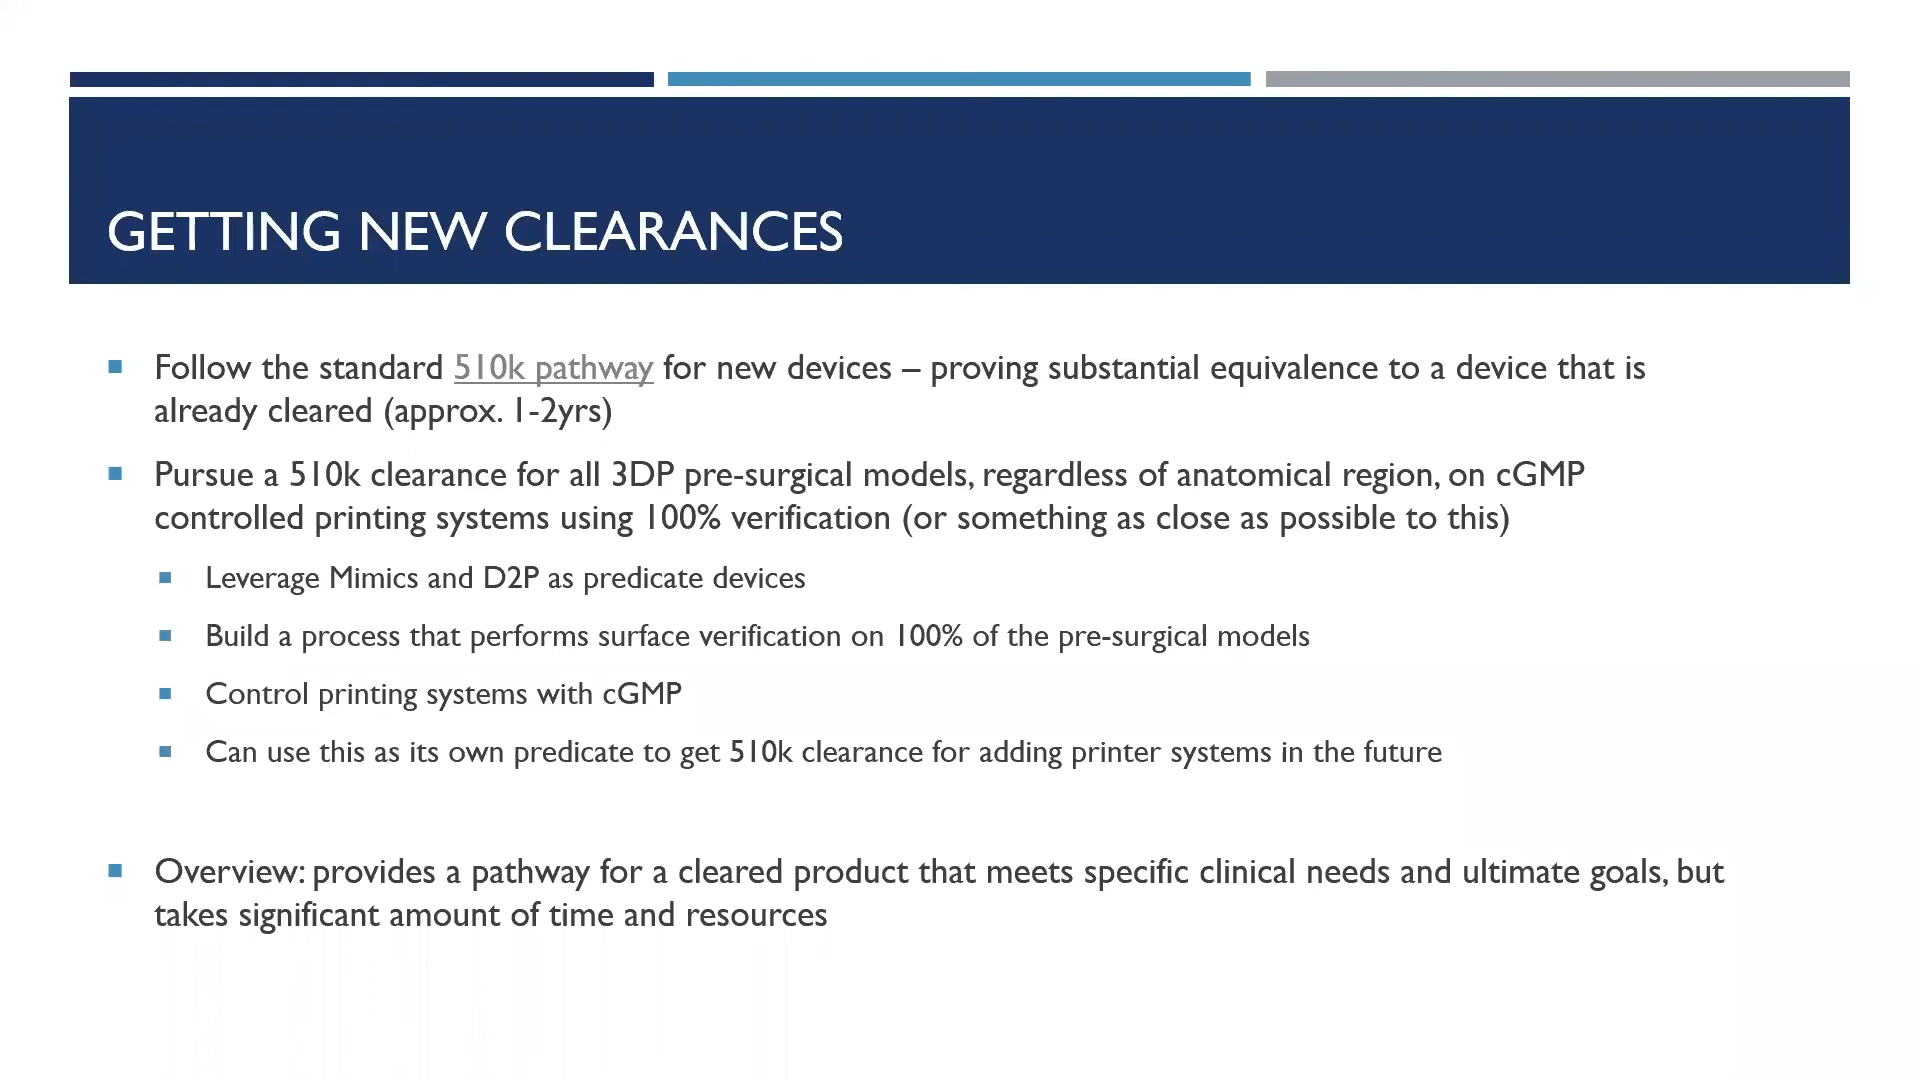 GETTING NEW CLEARANCES
Follow the standard 510k pathway for new devices – proving substantial equivalence to a device that is
already cleared (approx. 1-2yrs)
Pursue a 510k clearance for all 3DP pre-surgical models, regardless of anatomical region, on cGMP
controlled printing systems using 100% verification (or something as close as possible to this)
Leverage Mimics and D2P as predicate devices
Build a process that performs surface verification on 100% of the pre-surgical models
Control printing systems with cGMP
Can use this as its own predicate to get 510k clearance for adding printer systems in the future
Overview: provides a pathway for a cleared product that meets specific clinical needs and ultimate goals, but
takes significant amount of time and resources